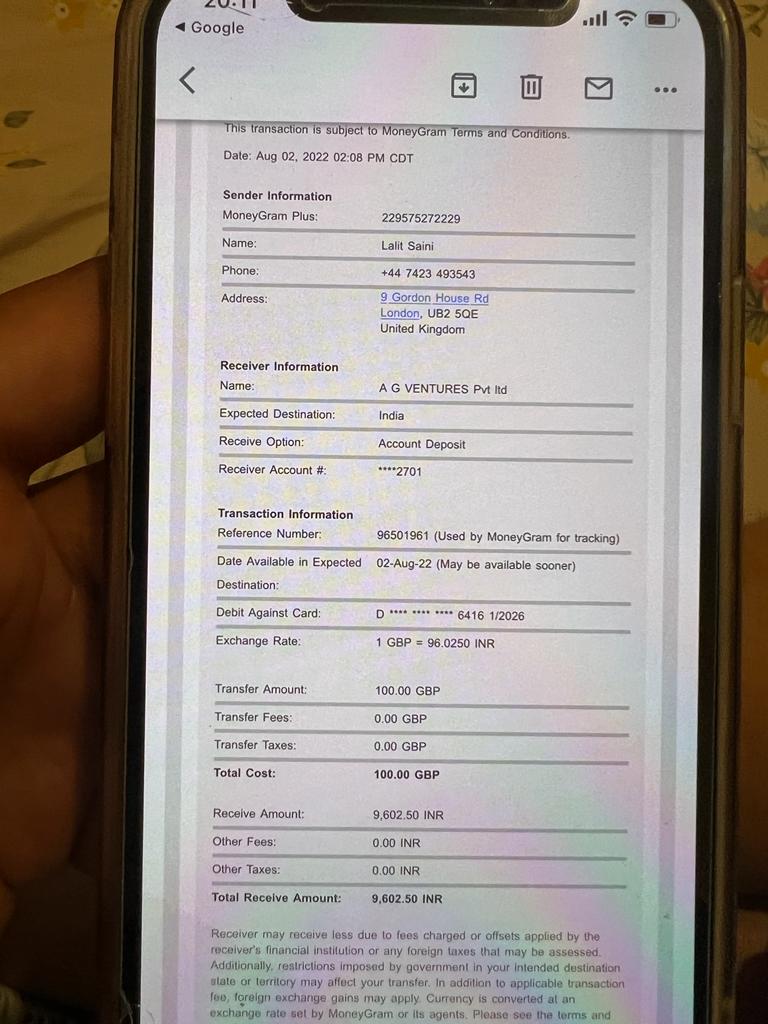 20:11
◀ Google
This transaction is subject to MoneyGram Terms and Conditions.
Date: Aug 02, 2022 02:08 PM CDT
Sender Information
MoneyGram Plus: 229575272229
Name: Lalit Saini
Phone: +44 7423 493543
Address: 9 Gordon House Rd
London, UB2 5QE
United Kingdom
Receiver Information
Name: A G VENTURES Pvt ltd
Expected Destination: India
Receive Option: Account Deposit
Receiver Account #: ****2701
Transaction Information
Reference Number: 96501961 (Used by MoneyGram for tracking)
Date Available in Expected 02-Aug-22 (May be available sooner)
Destination:
Debit Against Card: D **** **** **** 6416 1/2026
Exchange Rate: 1 GBP = 96.0250 INR
Transfer Amount: 100.00 GBP
Transfer Fees: 0.00 GBP
Transfer Taxes: 0.00 GBP
Total Cost: 100.00 GBP
Receive Amount: 9,602.50 INR
Other Fees: 0.00 INR
Other Taxes: 0.00 INR
Total Receive Amount: 9,602.50 INR
Receiver may receive less due to fees charged or offsets applied by the
receiver's financial institution or any foreign taxes that may be assessed.
Additionally, restrictions imposed by government in your intended destination
state or territory may affect your transfer. In addition to applicable transaction
fee, foreign exchange gains may apply. Currency is converted at an
exchange rate set by MoneyGram or its agents. Please see the terms and